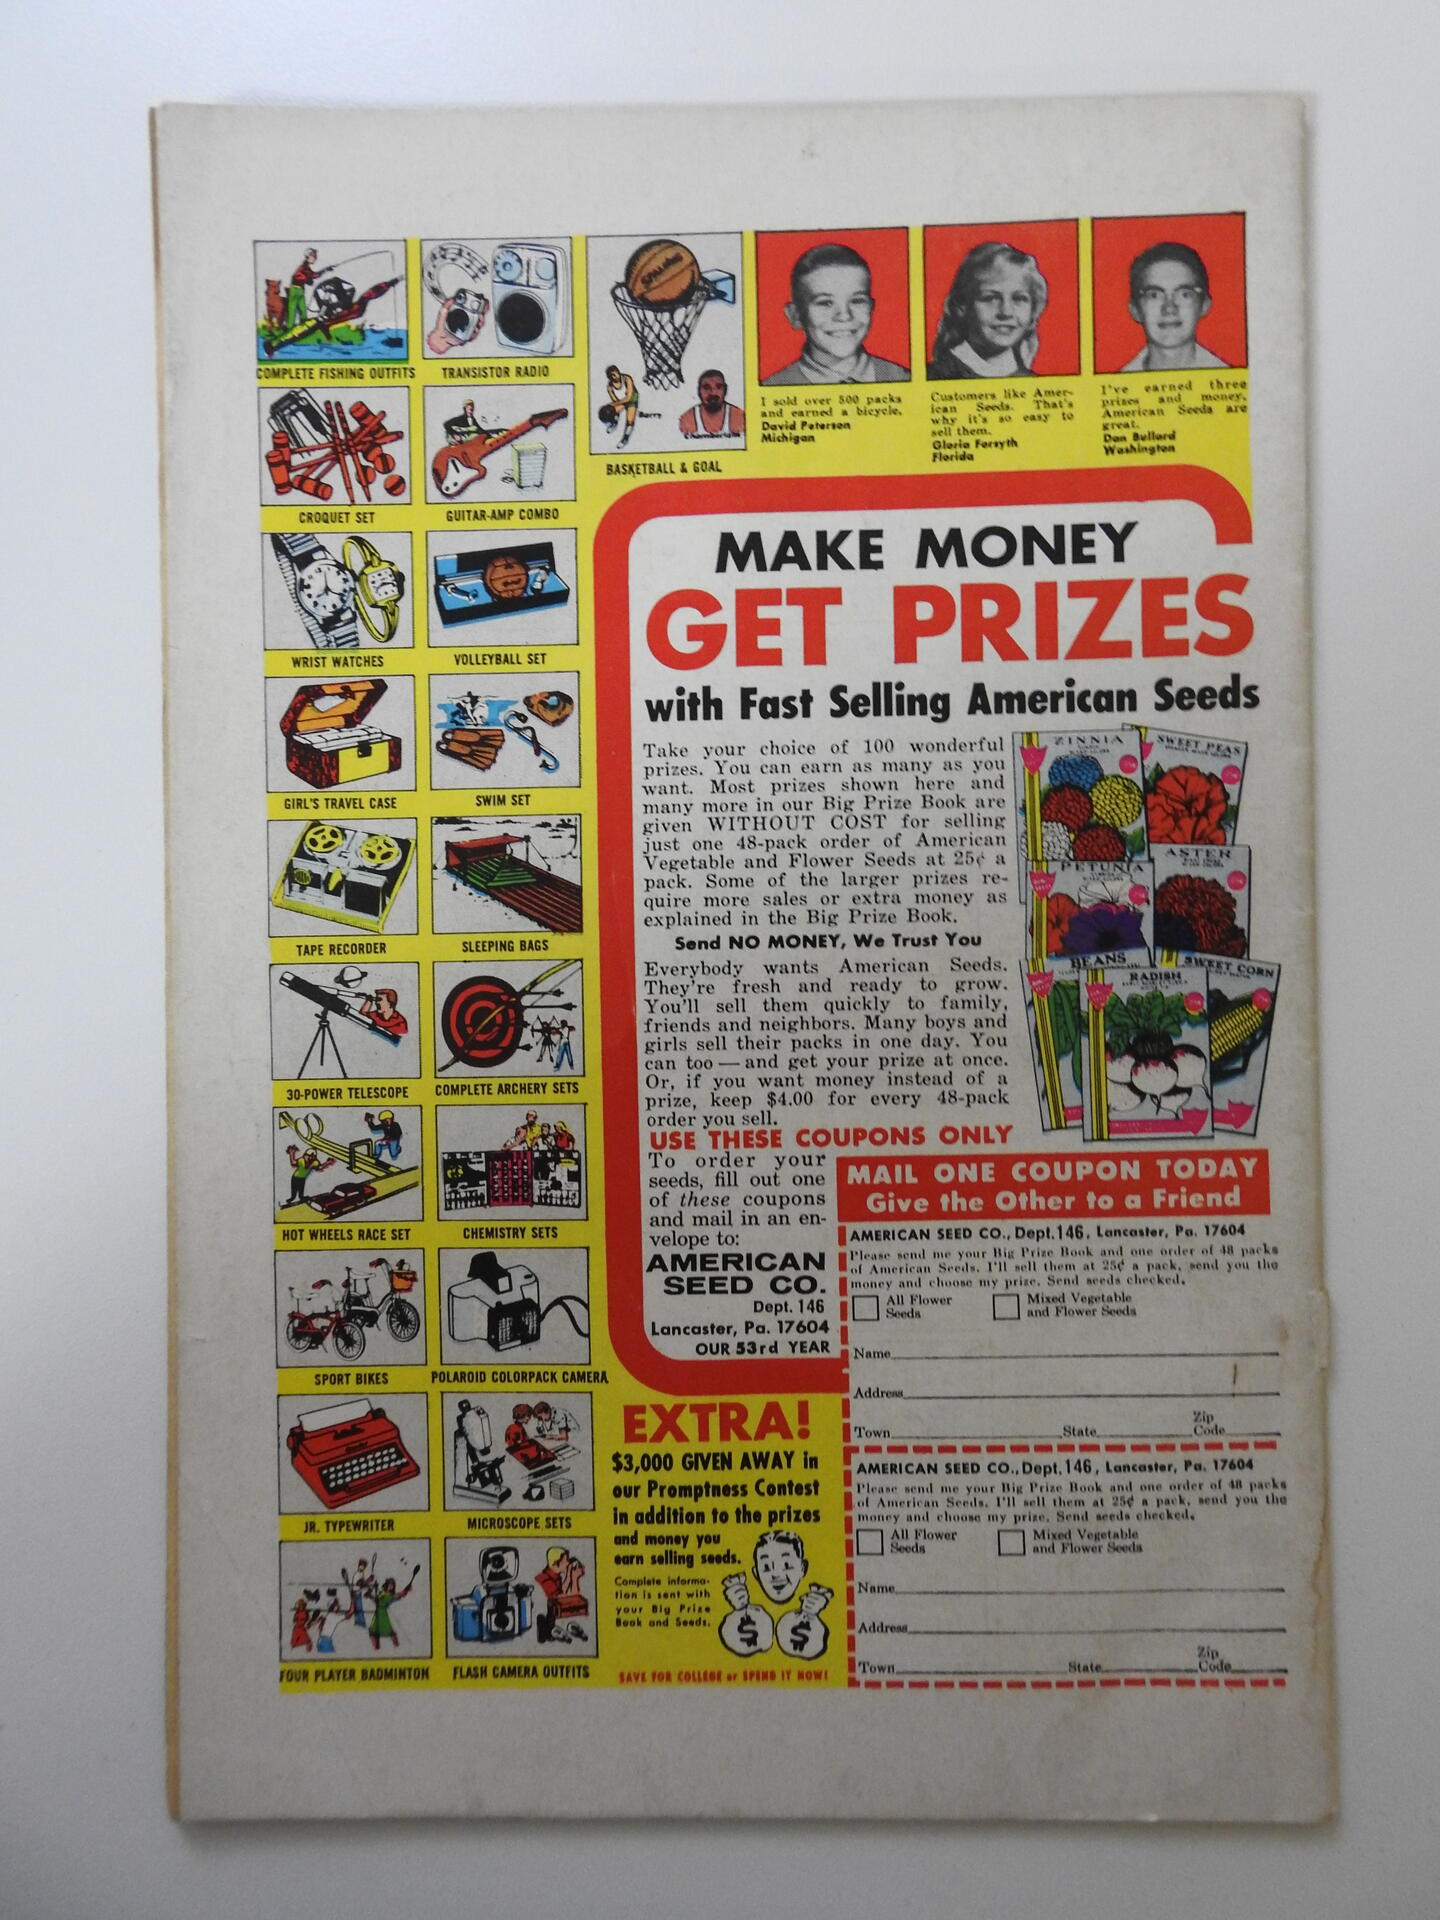 COMPLETE FISHING OUTFITS
TRANSISTOR RADIO
CROQUET SET
GUITAR-AMP COMBO
WRIST WATCHES
VOLLEYBALL SET
GIRL'S TRAVEL CASE
SWIM SET
TAPE RECORDER
SLEEPING BAGS
30-POWER TELESCOPE
COMPLETE ARCHERY SETS
HOT WHEELS RACE SET
CHEMISTRY SETS
SPORT BIKES
POLAROID COLORPACK CAMERA
JR. TYPEWRITER
MICROSCOPE SETS
FOUR PLAYER BADMINTON
FLASH CAMERA OUTFITS
SPALDING
Barry
Chamberlain
BASKETBALL & GOAL
I sold over 500 packs
and earned a bicycle.
David Peterson
Michigan
Customers like Amer-
ican Seeds. That's
why it's so easy to
sell them.
Gloria Forsyth
Florida
I've earned three
prizes and money.
American Seeds are
great.
Dan Bullard
Washington
MAKE MONEY
GET PRIZES
with Fast Selling American Seeds
Take your choice of 100 wonderful
prizes. You can earn as many as you
want. Most prizes shown here and
many more in our Big Prize Book are
given WITHOUT COST for selling
just one 48-pack order of American
Vegetable and Flower Seeds at 25¢ a
pack. Some of the larger prizes re-
quire more sales or extra money as
explained in the Big Prize Book.
Send NO MONEY, We Trust You
Everybody wants American Seeds.
They're fresh and ready to grow.
You'll sell them quickly to family,
friends and neighbors. Many boys and
girls sell their packs in one day. You
can too — and get your prize at once.
Or, if you want money instead of a
prize, keep $4.00 for every 48-pack
order you sell.
ZINNIA
SWEET PEAS
PETUNIA
ASTER
BEANS
RADISH
SWEET CORN
USE THESE COUPONS ONLY
To order your
seeds, fill out one
of these coupons
and mail in an en-
velope to:
AMERICAN
SEED CO.
Dept. 146
Lancaster, Pa. 17604
OUR 53rd YEAR
MAIL ONE COUPON TODAY
Give the Other to a Friend
AMERICAN SEED CO., Dept. 146, Lancaster, Pa. 17604
Please send me your Big Prize Book and one order of 48 packs
of American Seeds. I'll sell them at 25¢ a pack, send you the
money and choose my prize. Send seeds checked.
All Flower
Seeds
Mixed Vegetable
and Flower Seeds
Name
Address
Town State Zip Code
AMERICAN SEED CO., Dept. 146, Lancaster, Pa. 17604
Please send me your Big Prize Book and one order of 48 packs
of American Seeds. I'll sell them at 25¢ a pack, send you the
money and choose my prize. Send seeds checked.
All Flower
Seeds
Mixed Vegetable
and Flower Seeds
Name
Address
Town State Zip Code
EXTRA!
$3,000 GIVEN AWAY in
our Promptness Contest
in addition to the prizes
and money you
earn selling seeds.
Complete informa-
tion is sent with
your Big Prize
Book and Seeds.
$ $
SAVE FOR COLLEGE or SPEND IT NOW!